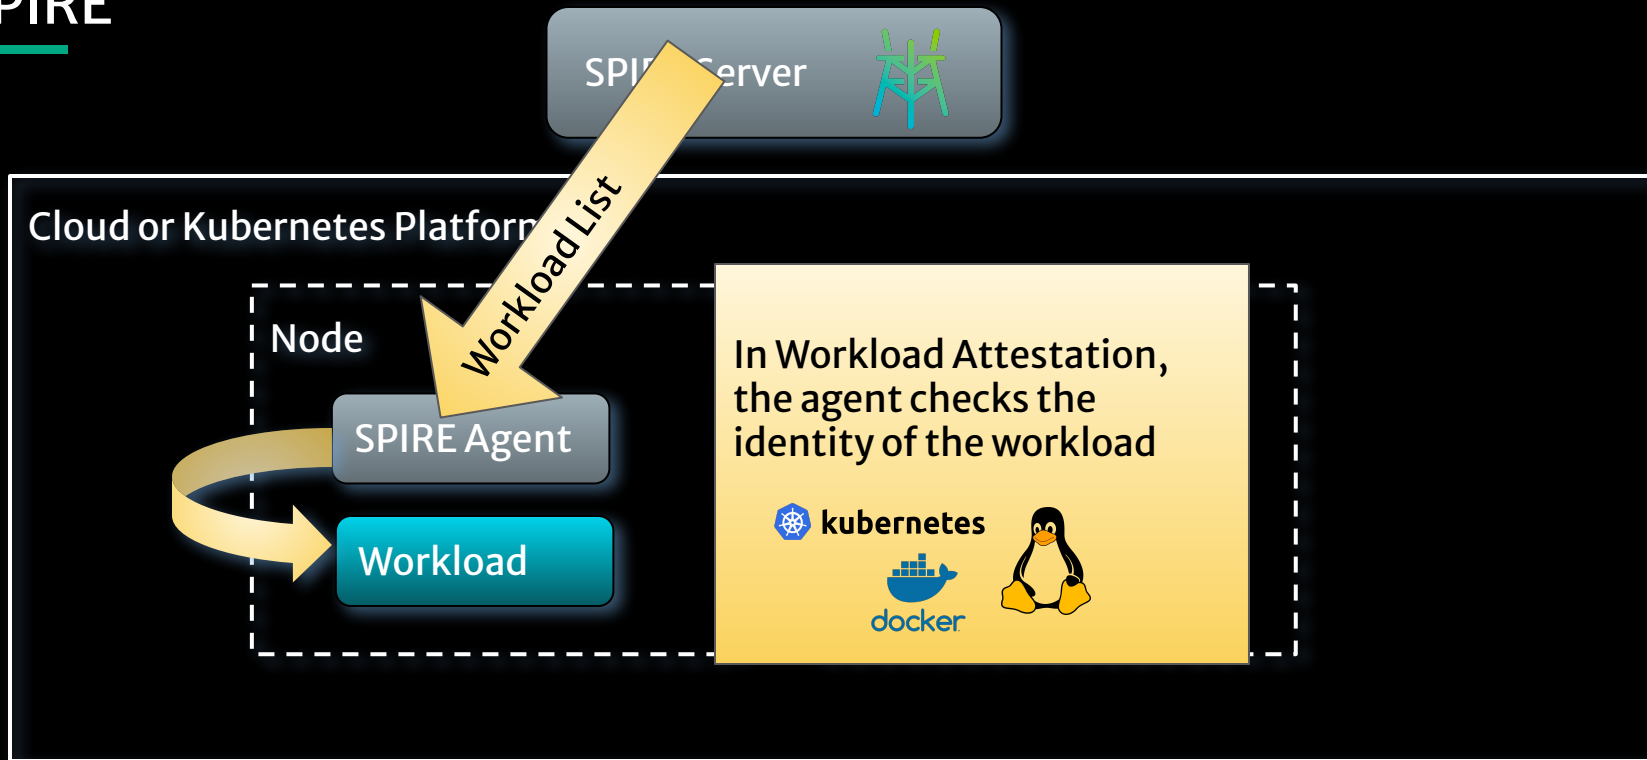 PIRE
SPIRE Server
Cloud or Kubernetes Platform
Workload List
Node
In Workload Attestation,
the agent checks the
identity of the workload
SPIRE Agent
kubernetes
Workload
docker